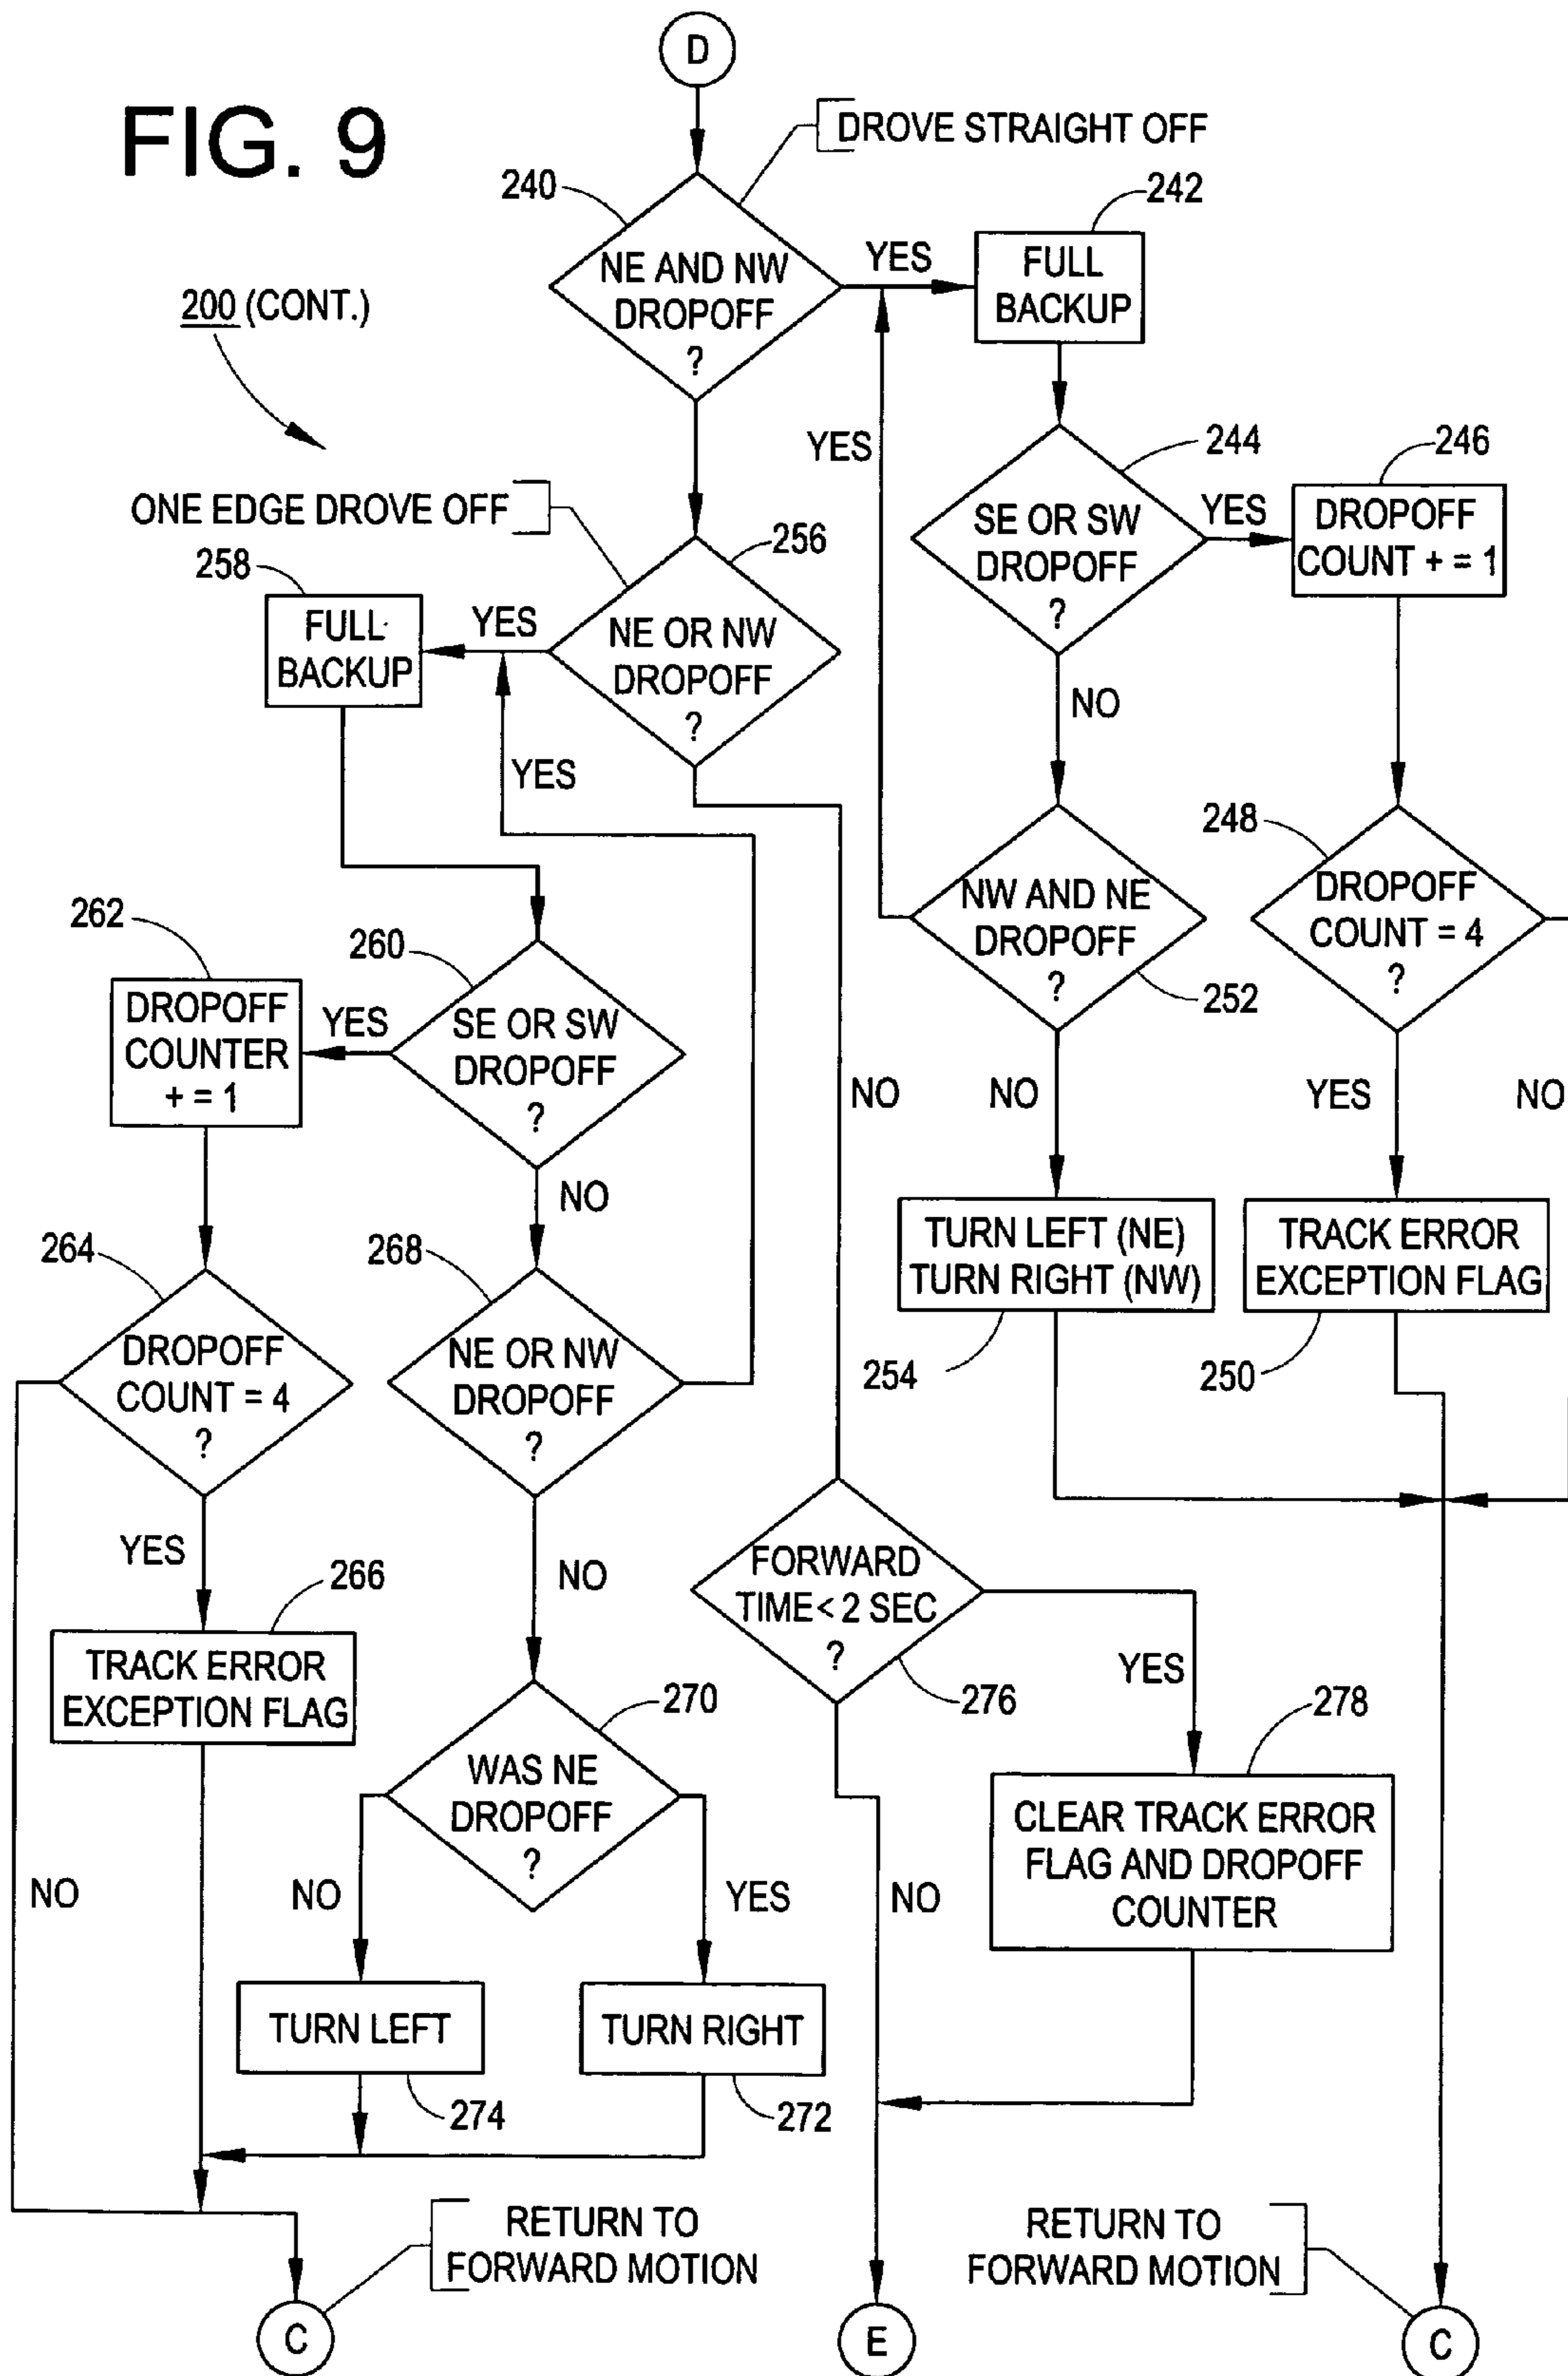 D
FIG. 9
DROVE STRAIGHT OFF
240
242
NE AND NW
DROPOFF
?
YES
FULL
BACKUP
200 (CONT.)
YES
244
246
ONE EDGE DROVE OFF
256
SE OR SW
DROPOFF
?
YES
DROPOFF
COUNT + = 1
258
FULL
BACKUP
YES
NE OR NW
DROPOFF
?
NO
YES
248
262
260
NW AND NE
DROPOFF
?
252
DROPOFF
COUNT = 4
?
DROPOFF
COUNTER
+ = 1
YES
SE OR SW
DROPOFF
?
NO
NO
YES
NO
NO
264
268
TURN LEFT (NE)
TURN RIGHT (NW)
TRACK ERROR
EXCEPTION FLAG
DROPOFF
COUNT = 4
?
NE OR NW
DROPOFF
?
254
250
YES
NO
FORWARD
TIME< 2 SEC
?
266
TRACK ERROR
EXCEPTION FLAG
YES
276
270
278
WAS NE
DROPOFF
?
CLEAR TRACK ERROR
FLAG AND DROPOFF
COUNTER
NO
NO
YES
NO
TURN LEFT
TURN RIGHT
274
272
RETURN TO
FORWARD MOTION
RETURN TO
FORWARD MOTION
C
E
C